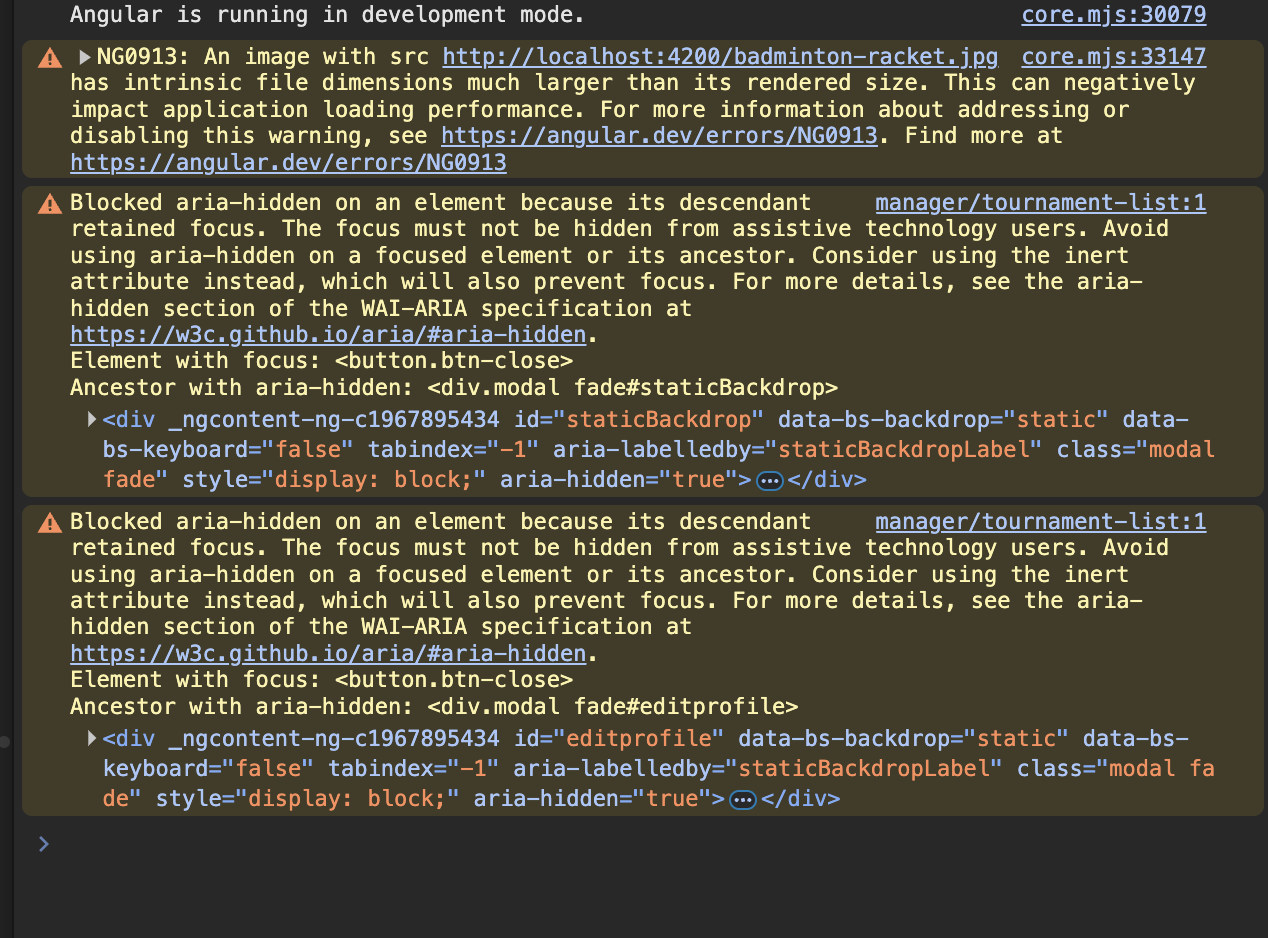 Angular is running in development mode. core.mjs:30079
NG0913: An image with src http://localhost:4200/badminton-racket.jpg core.mjs:33147
has intrinsic file dimensions much larger than its rendered size. This can negatively
impact application loading performance. For more information about addressing or
disabling this warning, see https://angular.dev/errors/NG0913. Find more at
https://angular.dev/errors/NG0913
Blocked aria-hidden on an element because its descendant manager/tournament-list:1
retained focus. The focus must not be hidden from assistive technology users. Avoid
using aria-hidden on a focused element or its ancestor. Consider using the inert
attribute instead, which will also prevent focus. For more details, see the aria-
hidden section of the WAI-ARIA specification at
https://w3c.github.io/aria/#aria-hidden.
Element with focus: <button.btn-close>
Ancestor with aria-hidden: <div.modal fade#staticBackdrop>
<div _ngcontent-ng-c1967895434 id="staticBackdrop" data-bs-backdrop="static" data-
bs-keyboard="false" tabindex="-1" aria-labelledby="staticBackdropLabel" class="modal
fade" style="display: block;" aria-hidden="true">…</div>
Blocked aria-hidden on an element because its descendant manager/tournament-list:1
retained focus. The focus must not be hidden from assistive technology users. Avoid
using aria-hidden on a focused element or its ancestor. Consider using the inert
attribute instead, which will also prevent focus. For more details, see the aria-
hidden section of the WAI-ARIA specification at
https://w3c.github.io/aria/#aria-hidden.
Element with focus: <button.btn-close>
Ancestor with aria-hidden: <div.modal fade#editprofile>
<div _ngcontent-ng-c1967895434 id="editprofile" data-bs-backdrop="static" data-bs-
keyboard="false" tabindex="-1" aria-labelledby="staticBackdropLabel" class="modal fa
de" style="display: block;" aria-hidden="true">…</div>